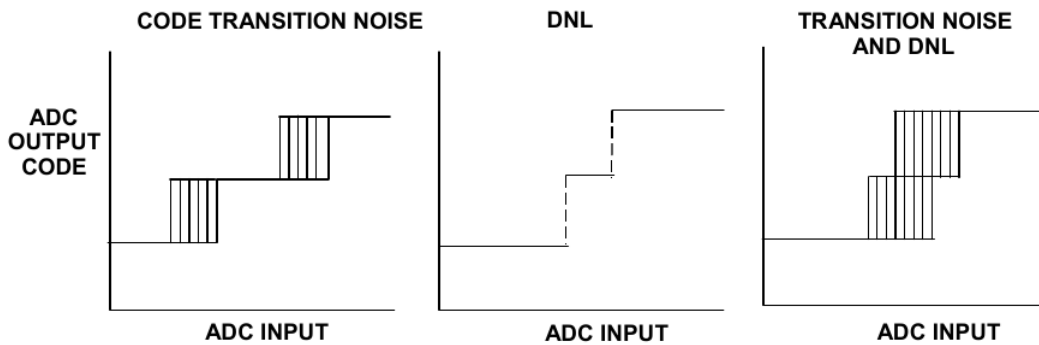 CODE TRANSITION NOISE
DNL
TRANSITION NOISE
AND DNL
ADC
OUTPUT
CODE
ADC INPUT
ADC INPUT
ADC INPUT